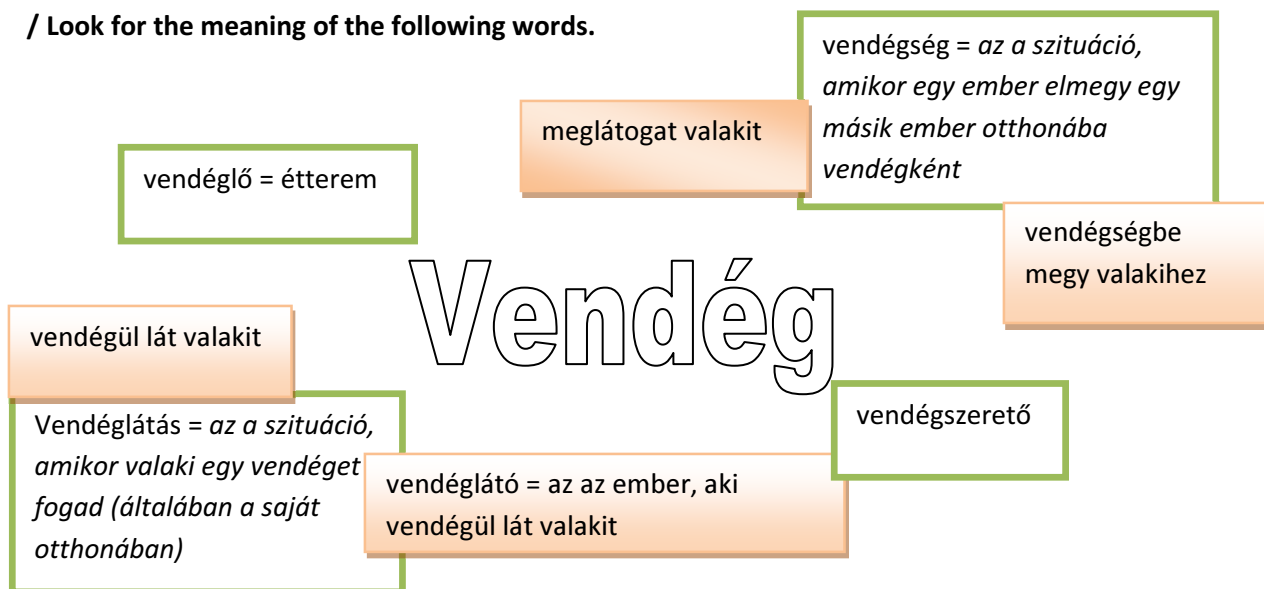 / Look for the meaning of the following words.
vendégség = az a szituáció,
amikor egy ember elmegy egy
másik ember otthonába
vendégként
meglátogat valakit
vendéglő = étterem
vendégségbe
megy valakihez
Vendég
vendégül lát valakit
vendégszerető
Vendéglátás = az a szituáció,
amikor valaki egy vendéget
fogad (általában a saját
otthonában)
vendéglátó = az az ember, aki
vendégül lát valakit